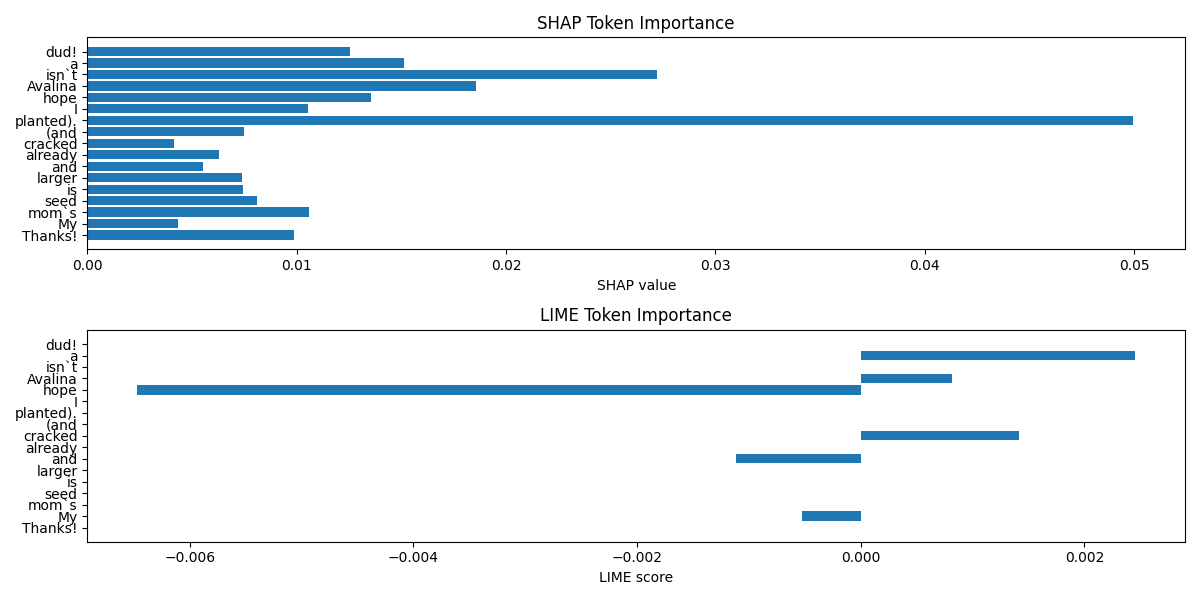 SHAP Token Importance
dud!
a
isn`t
Avalina
hope
I
planted).
(and
cracked
already
and
larger
is
seed
mom`s
My
Thanks!
0.00 0.01 0.02 0.03 0.04 0.05
SHAP value
LIME Token Importance
dud!
a
isn`t
Avalina
hope
I
planted).
(and
cracked
already
and
larger
is
seed
mom`s
My
Thanks!
−0.006 −0.004 −0.002 0.000 0.002
LIME score